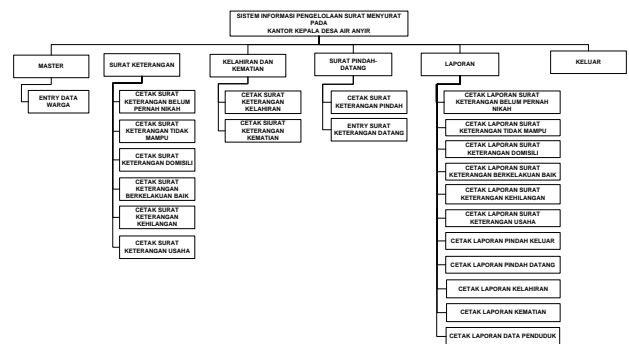 SISTEM INFORMASI PENGELOLAAN SURAT MENYURAT
PADA
KANTOR KEPALA DESA AIR ANYIR
MASTER
ENTRY DATA
WARGA
SURAT KETERANGAN
CETAK SURAT
KETERANGAN BELUM
PERNAH NIKAH
CETAK SURAT
KETERANGAN TIDAK
MAMPU
CETAK SURAT
KETERANGAN DOMISILI
CETAK SURAT
KETERANGAN
BERKELAKUAN BAIK
CETAK SURAT
KETERANGAN
KEHILANGAN
CETAK SURAT
KETERANGAN USAHA
KELAHIRAN DAN
KEMATIAN
CETAK SURAT
KETERANGAN
KELAHIRAN
CETAK SIURAT
KETERANGAN
KEMATIAN
SURAT PINDAH-
DATANG
CETAK SURAT
KETERANGAN PINDAH
ENTRY SURAT
KETERANGAN DATANG
LAPORAN
CETAK LAPORAN SURAT
KETERANGAN BELUM PERNAH
NIKAH
CETAK LAPORAN SURAT
KETERANGAN TIDAK MAMPU
CETAK LAPORAN SURAT
KETERANGAN DOMISILI
CETAK LAPORAN SURAT
KETERANGAN BERKELAKUAN BAIK
CETAK LAPORAN SURAT
KETERANGAN KEHILANGAN
CETAK LAPORAN SURAT
KETERANGAN USAHA
CETAK LAPORAN PINDAH KELUAR
CETAK LAPORAN PINDAH DATANG
CETAK LAPORAN KELAHIRAN
CETAK LAPORAN KEMATIAN
CETAK LAPORAN DATA PENDUDUK
KELUAR